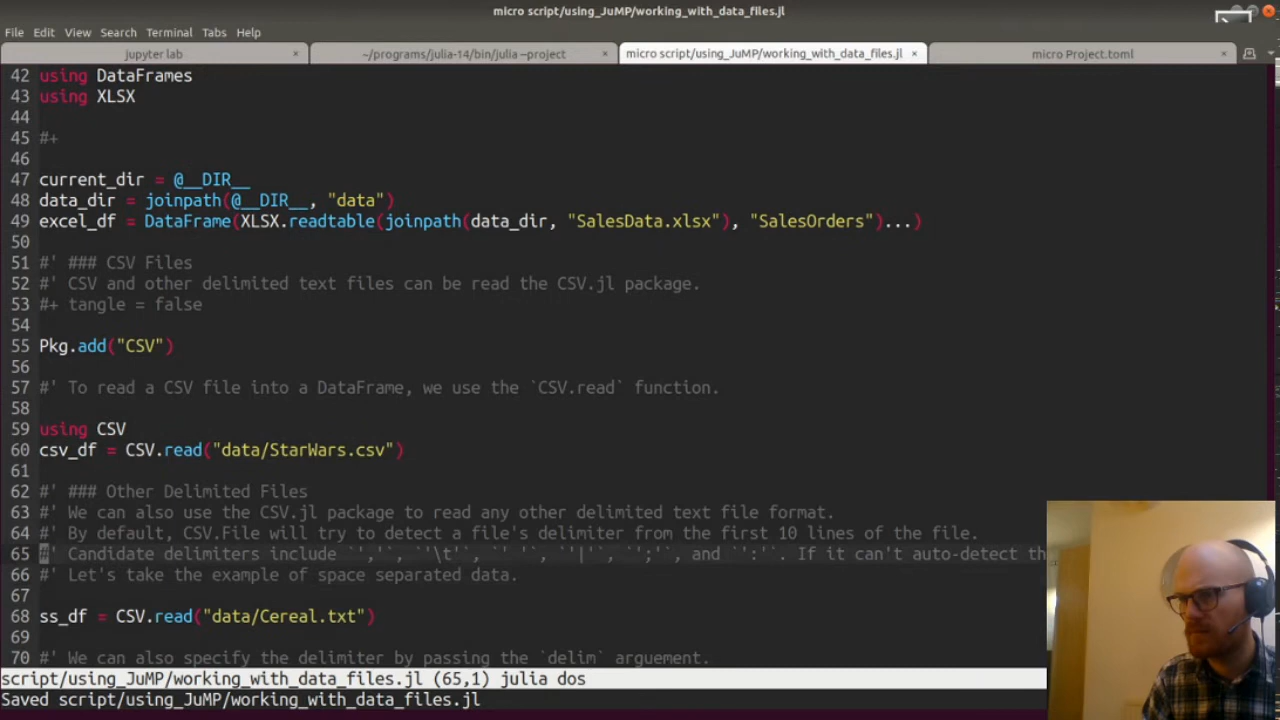 micro script/using_JuMP/working_with_data_files.jl
File Edit View Search Terminal Tabs Help
jupyter lab × ~/programs/julia-14/bin/julia --project × micro script/using_JuMP/working_with_data_files.jl × micro Project.toml ×
42 using DataFrames
43 using XLSX
44
45 #+
46
47 current_dir = @__DIR__
48 data_dir = joinpath(@__DIR__, "data")
49 excel_df = DataFrame(XLSX.readtable(joinpath(data_dir, "SalesData.xlsx"), "SalesOrders")...)
50
51 #' ### CSV Files
52 #' CSV and other delimited text files can be read the CSV.jl package.
53 #+ tangle = false
54
55 Pkg.add("CSV")
56
57 #' To read a CSV file into a DataFrame, we use the `CSV.read` function.
58
59 using CSV
60 csv_df = CSV.read("data/StarWars.csv")
61
62 #' ### Other Delimited Files
63 #' We can also use the CSV.jl package to read any other delimited text file format.
64 #' By default, CSV.File will try to detect a file's delimiter from the first 10 lines of the file.
65 #' Candidate delimiters include `','`, `'\t'`, `' '`, `'|'`, `';'`, and `':'`. If it can't auto-detect th
66 #' Let's take the example of space separated data.
67
68 ss_df = CSV.read("data/Cereal.txt")
69
70 #' We can also specify the delimiter by passing the `delim` arguement.
script/using_JuMP/working_with_data_files.jl (65,1) julia dos
Saved script/using_JuMP/working_with_data_files.jl